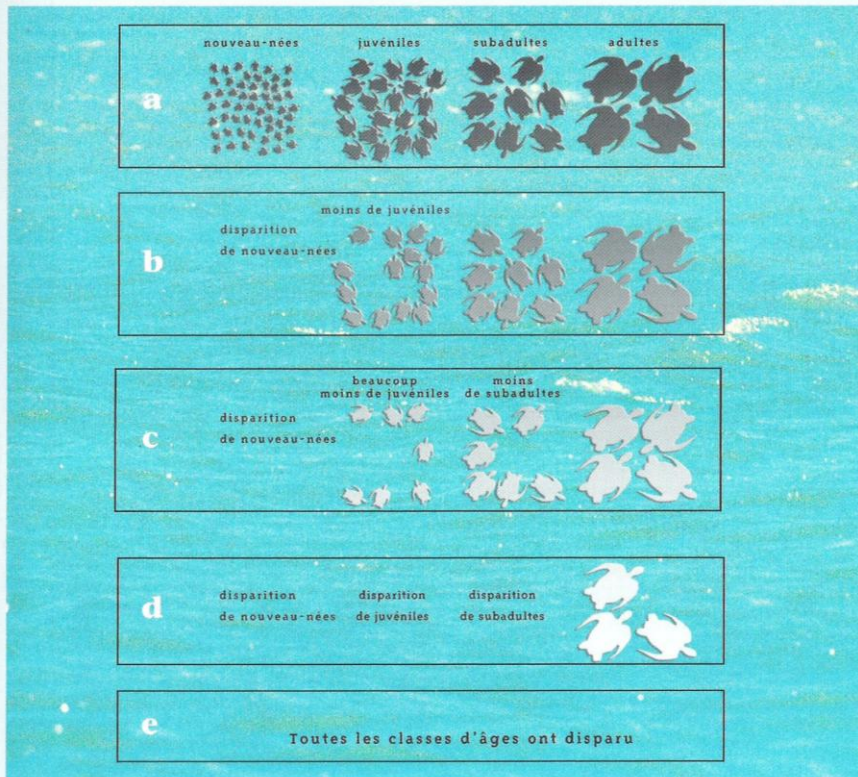 nouveau-nées juvéniles subadultes adultes
a
moins de juvéniles
disparition
de nouveau-nées
b
beaucoup
moins de juvéniles
moins
de subadultes
disparition
de nouveau-nées
c
disparition
de nouveau-nées
disparition
de juvéniles
disparition
de subadultes
d
e
Toutes les classes d'âges ont disparu